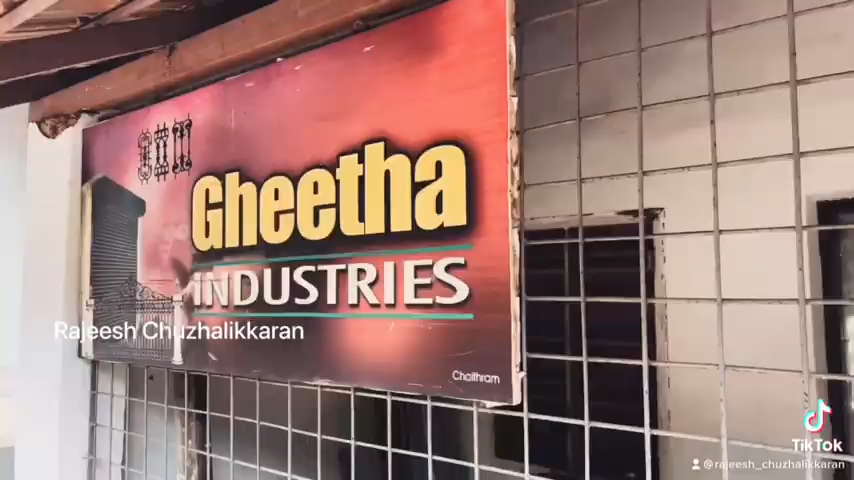 Gheetha
INDUSTRIES
Rajeesh Chuzhalikkaran
Chaithram
TikTok
@rajeesh_chuzhalikkaran